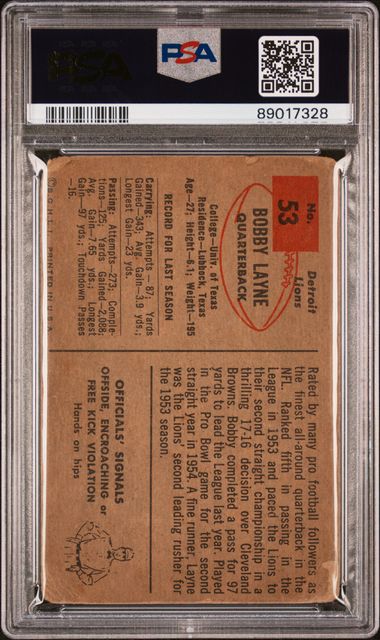 PSA
PSA
89017328
No.
53
Detroit
Lions
BOBBY LAYNE
QUARTERBACK
College—Univ. of Texas
Residence—Lubbock, Texas
Age—27; Height—6.1; Weight—195
RECORD FOR LAST SEASON
Carrying: Attempts — 87; Yards
Gained—343; Avg. Gain—3.9 yrs.;
Longest Gain—23 yds.
Passing: Attempts—273; Comple-
tions—125; Yards Gained—2,088;
Avg. Gain—7.65 yds.; Longest
Gain—97 yds.; Touchdown Passes
—16.
© B. G. H. L. PRINTED IN U.S.A.
Rated by many pro football followers as
the finest all-around quarterback in the
NFL. Ranked fifth in passing in the
League in 1953 and paced the Lions to
their second straight championship in a
thrilling 17-16 decision over Cleveland
Browns. Bobby completed a pass for 97
yards to lead the League last year. Played
in the Pro Bowl game for the second
straight year in 1954. A fine runner, Layne
was the Lions' second leading rusher for
the 1953 season.
OFFICIALS' SIGNALS
OFFSIDE, ENCROACHING or
FREE KICK VIOLATION
Hands on hips